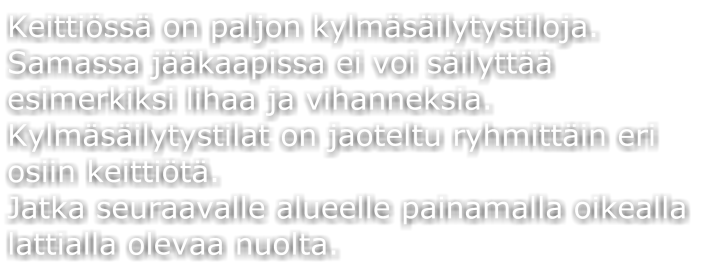 Keittiössä on paljon kylmäsäilytystiloja.
Samassa jääkaapissa ei voi säilyttää
esimerkiksi lihaa ja vihanneksia.
Kylmäsäilytystilat on jaoteltu ryhmittäin eri
osiin keittiötä.
Jatka seuraavalle alueelle painamalla oikealla
lattialla olevaa nuolta.